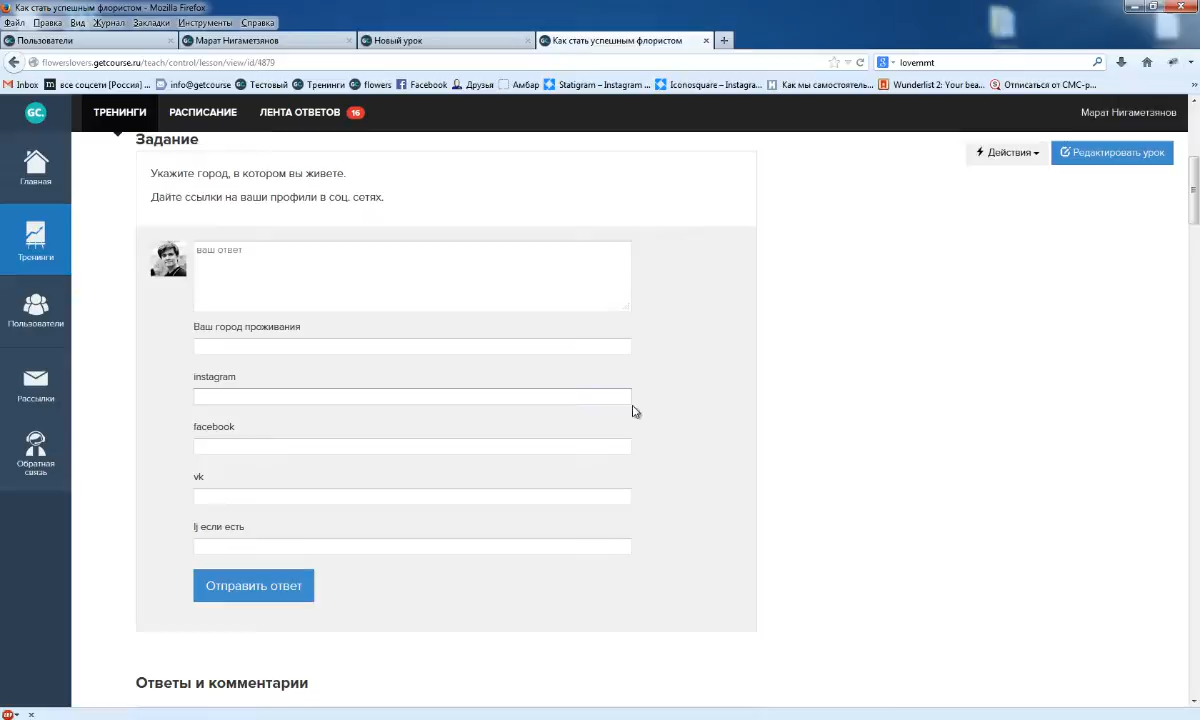 Как стать успешным флористом - Mozilla Firefox
Файл Правка Вид Журнал Закладки Инструменты Справка
Пользователи Марат Нигаметзянов Новый урок Как стать успешным флористом
flowerslovers.getcourse.ru/teach/control/lesson/view/id/4879 lovemmt
Inbox все соцсети [Россия] ... info@getcourse Тестовый Тренинги flowers Facebook Друзья Амбар Statigram – Instagram ... Iconosquare – Instagra... Как мы самостоятель... Wunderlist 2: Your bea... Отписаться от СМС-р...
GC. ТРЕНИНГИ РАСПИСАНИЕ ЛЕНТА ОТВЕТОВ 16 Марат Нигаметзянов
Задание
Действия Редактировать урок
Главная
Тренинги
Пользователи
Рассылки
Обратная
связь
Укажите город, в котором вы живете.
Дайте ссылки на ваши профили в соц. сетях.
ваш ответ
Ваш город проживания
instagram
facebook
vk
lj если есть
Отправить ответ
Ответы и комментарии